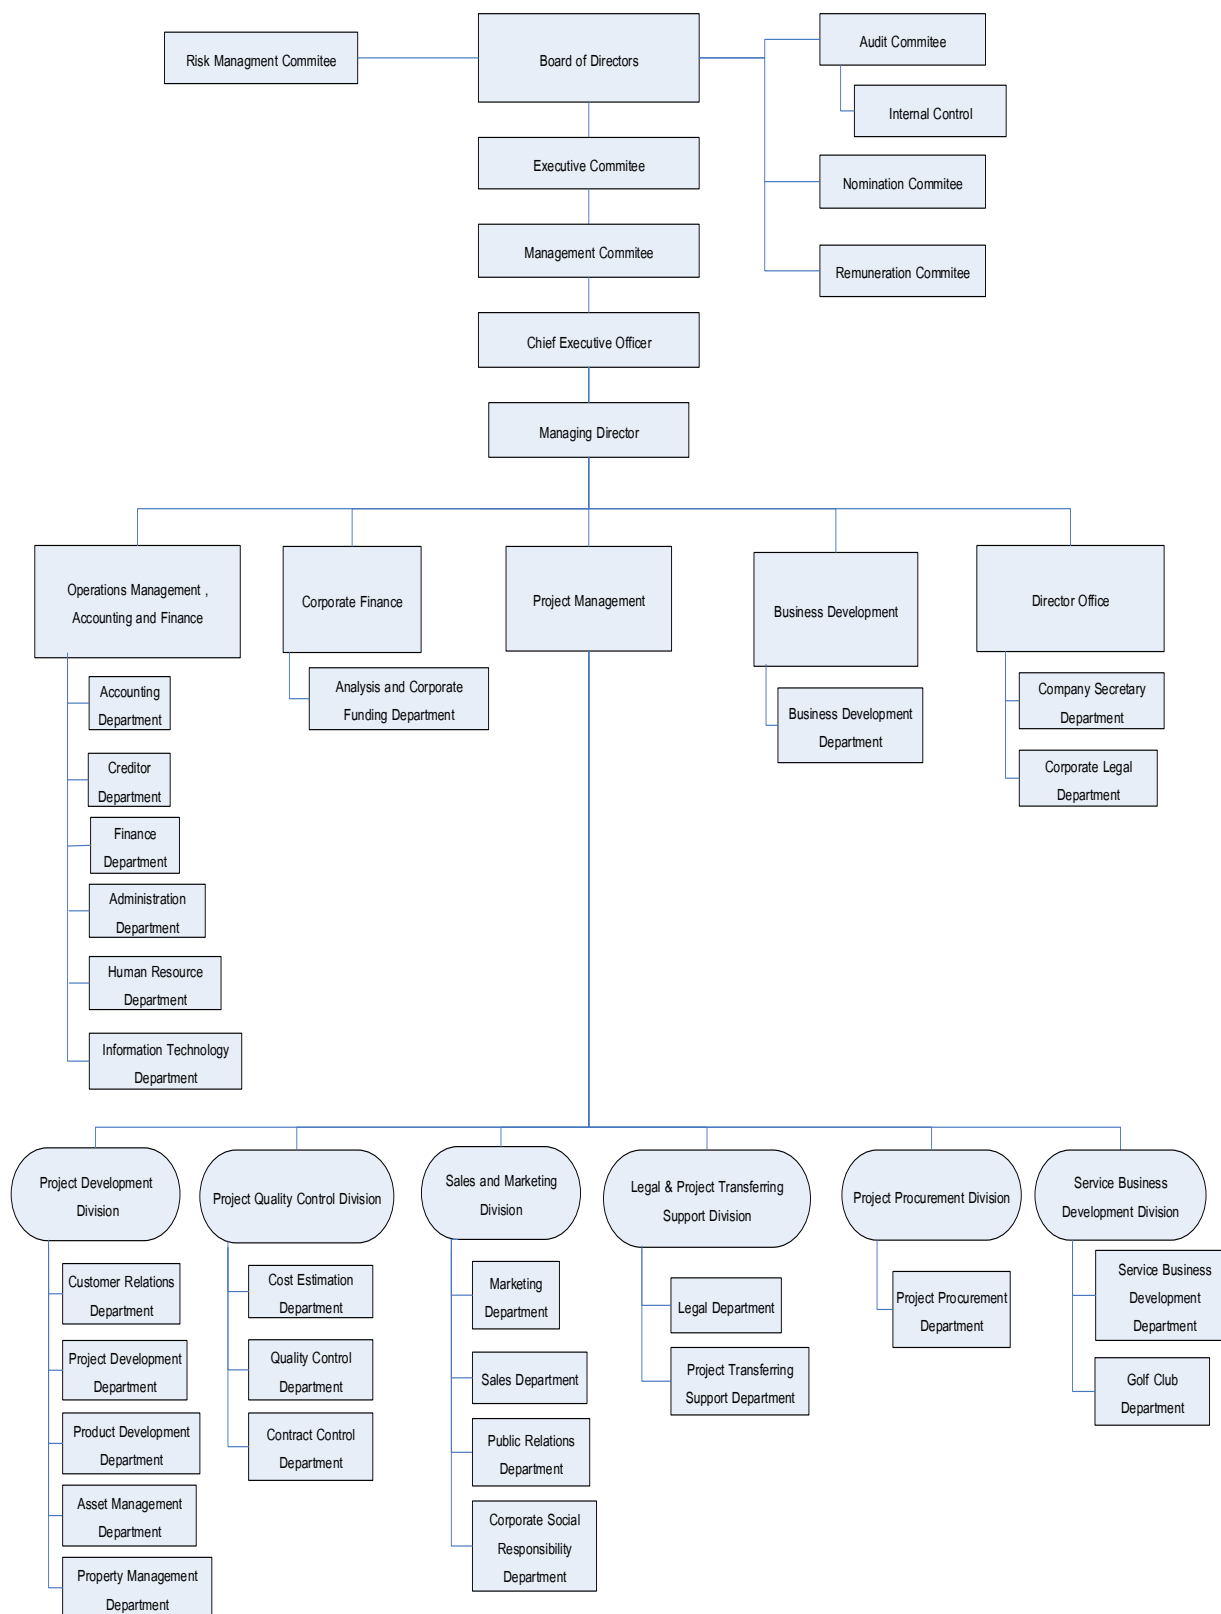 Risk Managment Commitee
Board of Directors
Audit Commitee
Internal Control
Executive Commitee
Nomination Commitee
Management Commitee
Remuneration Commitee
Chief Executive Officer
Managing Director
Operations Management ,
Accounting and Finance
Corporate Finance
Project Management
Business Development
Director Office
Accounting
Department
Creditor
Department
Finance
Department
Administration
Department
Human Resource
Department
Information Technology
Department
Analysis and Corporate
Funding Department
Business Development
Department
Company Secretary
Department
Corporate Legal
Department
Project Development
Division
Project Quality Control Division
Sales and Marketing
Division
Legal & Project Transferring
Support Division
Project Procurement Division
Service Business
Development Division
Customer Relations
Department
Project Development
Department
Product Development
Department
Asset Management
Department
Property Management
Department
Cost Estimation
Department
Quality Control
Department
Contract Control
Department
Marketing
Department
Sales Department
Public Relations
Department
Corporate Social
Responsibility
Department
Legal Department
Project Transferring
Support Department
Project Procurement
Department
Service Business
Development
Department
Golf Club
Department